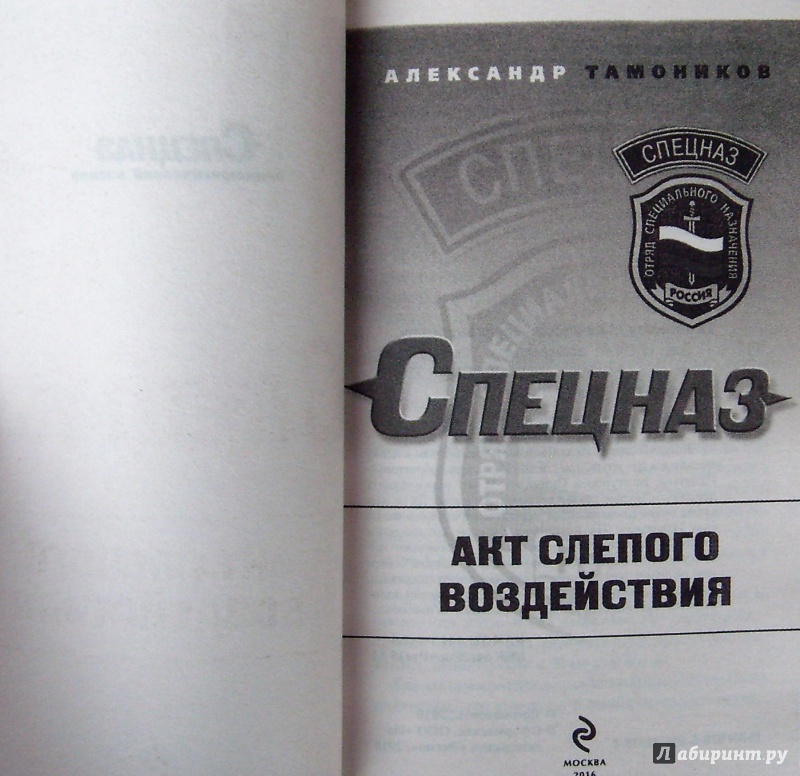 АЛЕКСАНДР ТАМОНИКОВ
СПЕЦНАЗ
ОТРЯД СПЕЦИАЛЬНОГО НАЗНАЧЕНИЯ
РОССИЯ
СПЕЦНАЗ
АКТ СЛЕПОГО
ВОЗДЕЙСТВИЯ
МОСКВА
2016
Лабиринт.ру